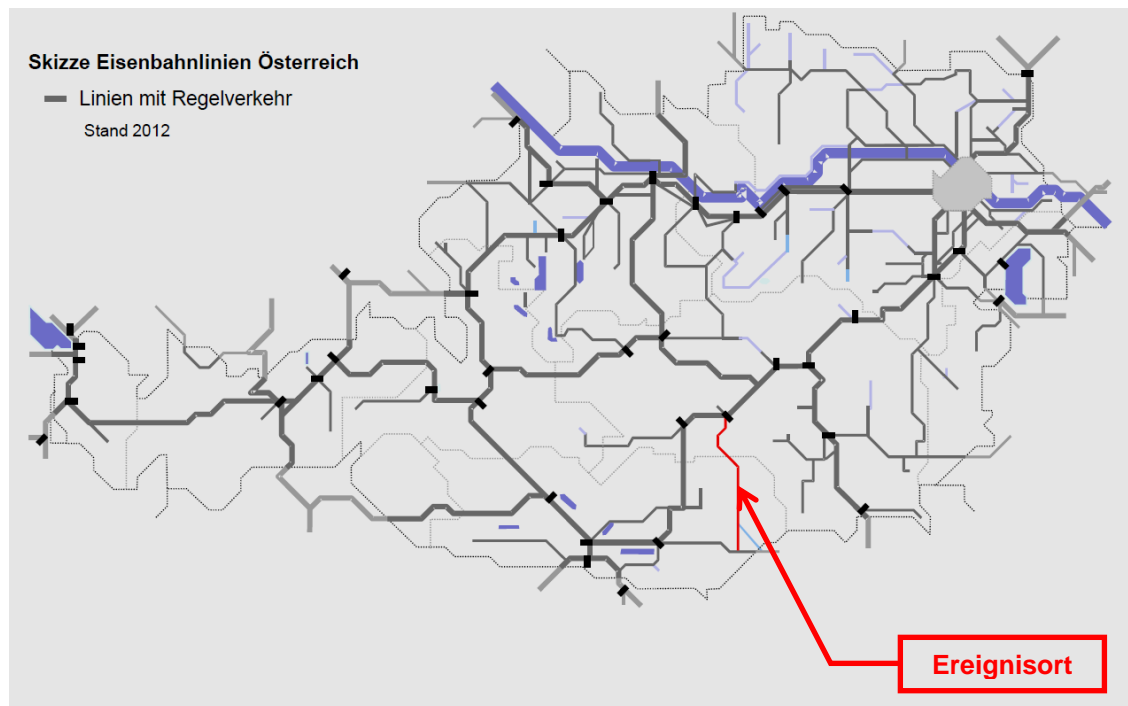 Skizze Eisenbahnlinien Österreich
Linien mit Regelverkehr
Stand 2012
Ereignisort